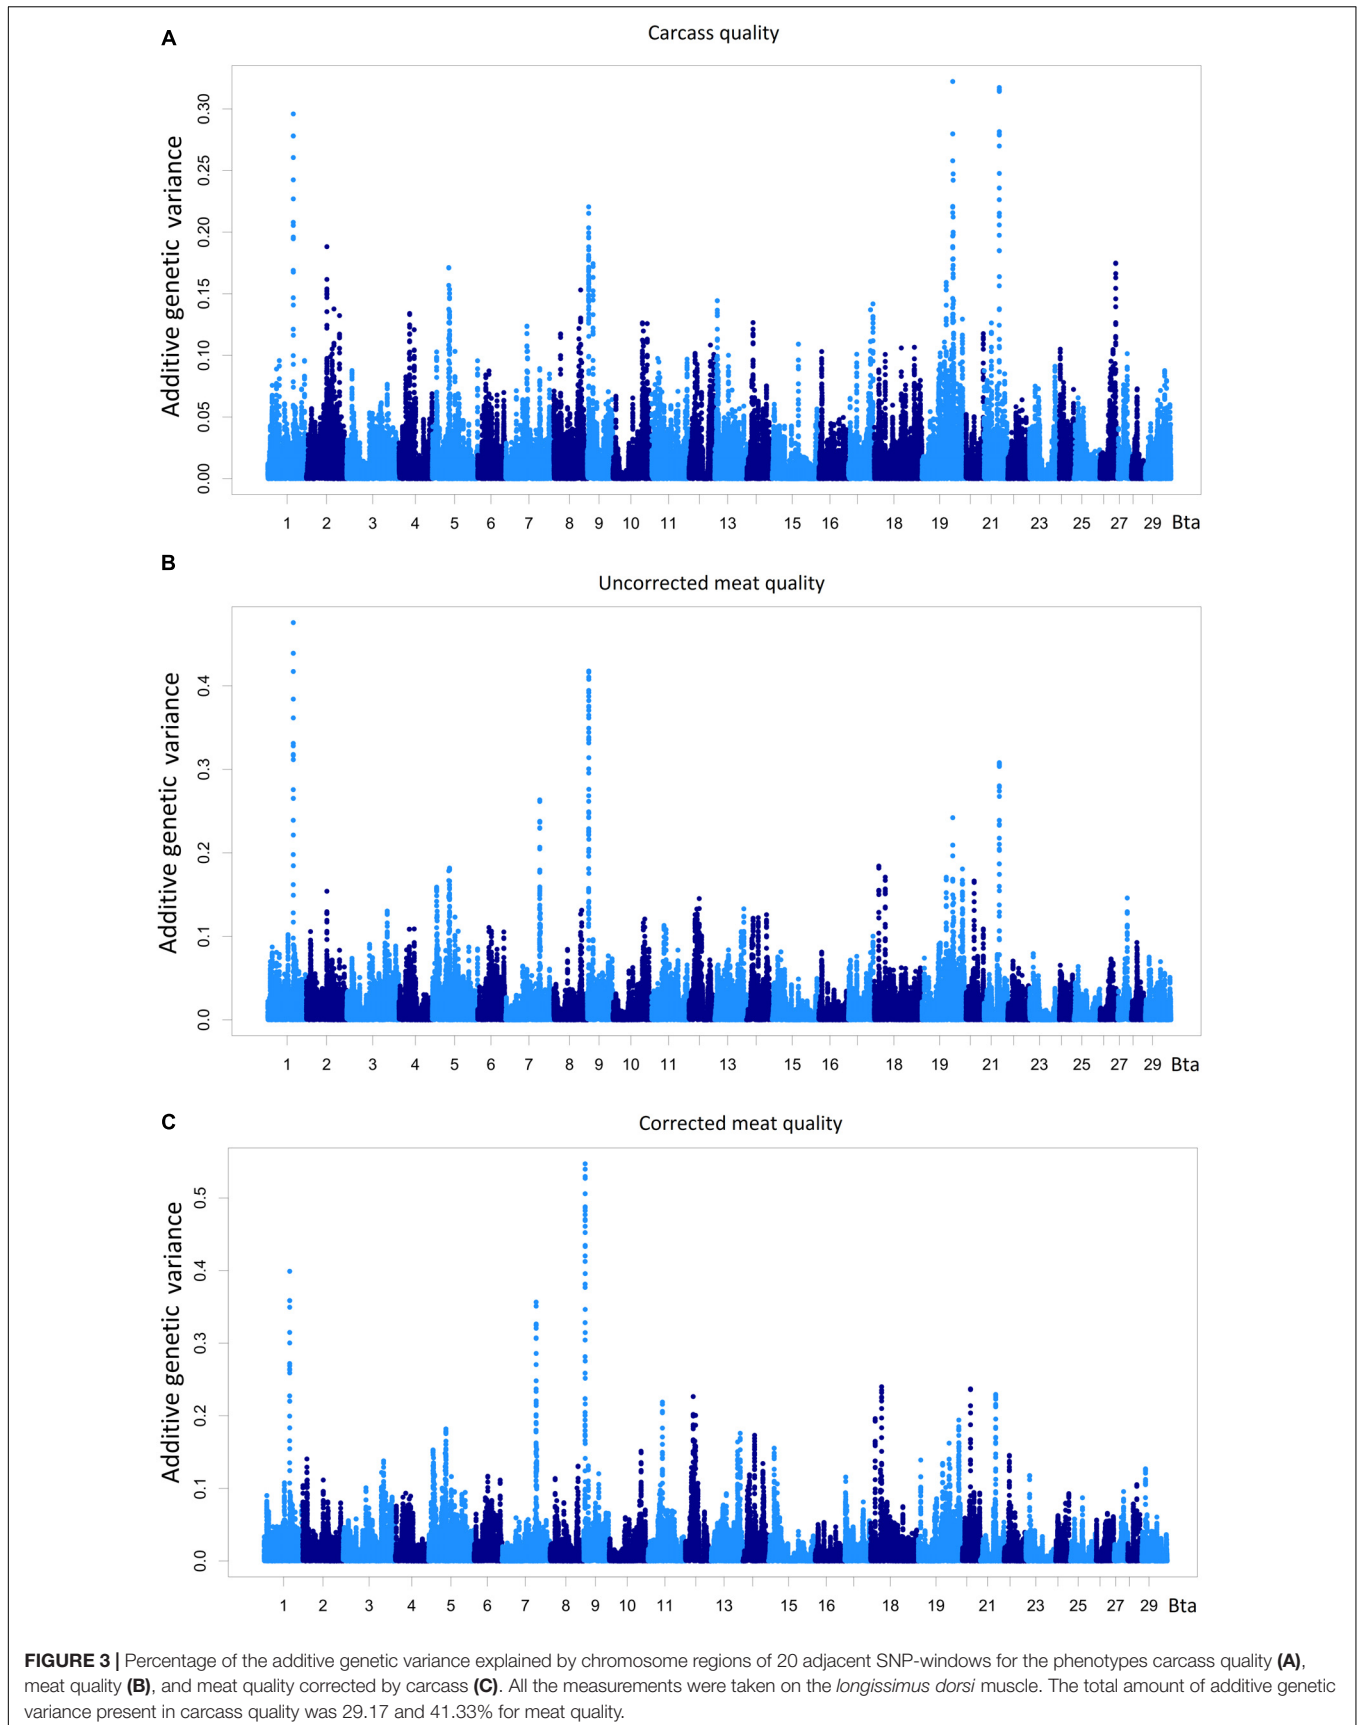 A
Carcass quality
Additive genetic variance
0.30
0.25
0.20
0.15
0.10
0.05
0.00
1 2 3 4 5 6 7 8 9 10 11 13 15 16 18 19 21 23 25 27 29 Bta
B
Uncorrected meat quality
Additive genetic variance
0.4
0.3
0.2
0.1
0.0
1 2 3 4 5 6 7 8 9 10 11 13 15 16 18 19 21 23 25 27 29 Bta
C
Corrected meat quality
Additive genetic variance
0.5
0.4
0.3
0.2
0.1
0.0
1 2 3 4 5 6 7 8 9 10 11 13 15 16 18 19 21 23 25 27 29 Bta
FIGURE 3 | Percentage of the additive genetic variance explained by chromosome regions of 20 adjacent SNP-windows for the phenotypes carcass quality (A),
meat quality (B), and meat quality corrected by carcass (C). All the measurements were taken on the longissimus dorsi muscle. The total amount of additive genetic
variance present in carcass quality was 29.17 and 41.33% for meat quality.